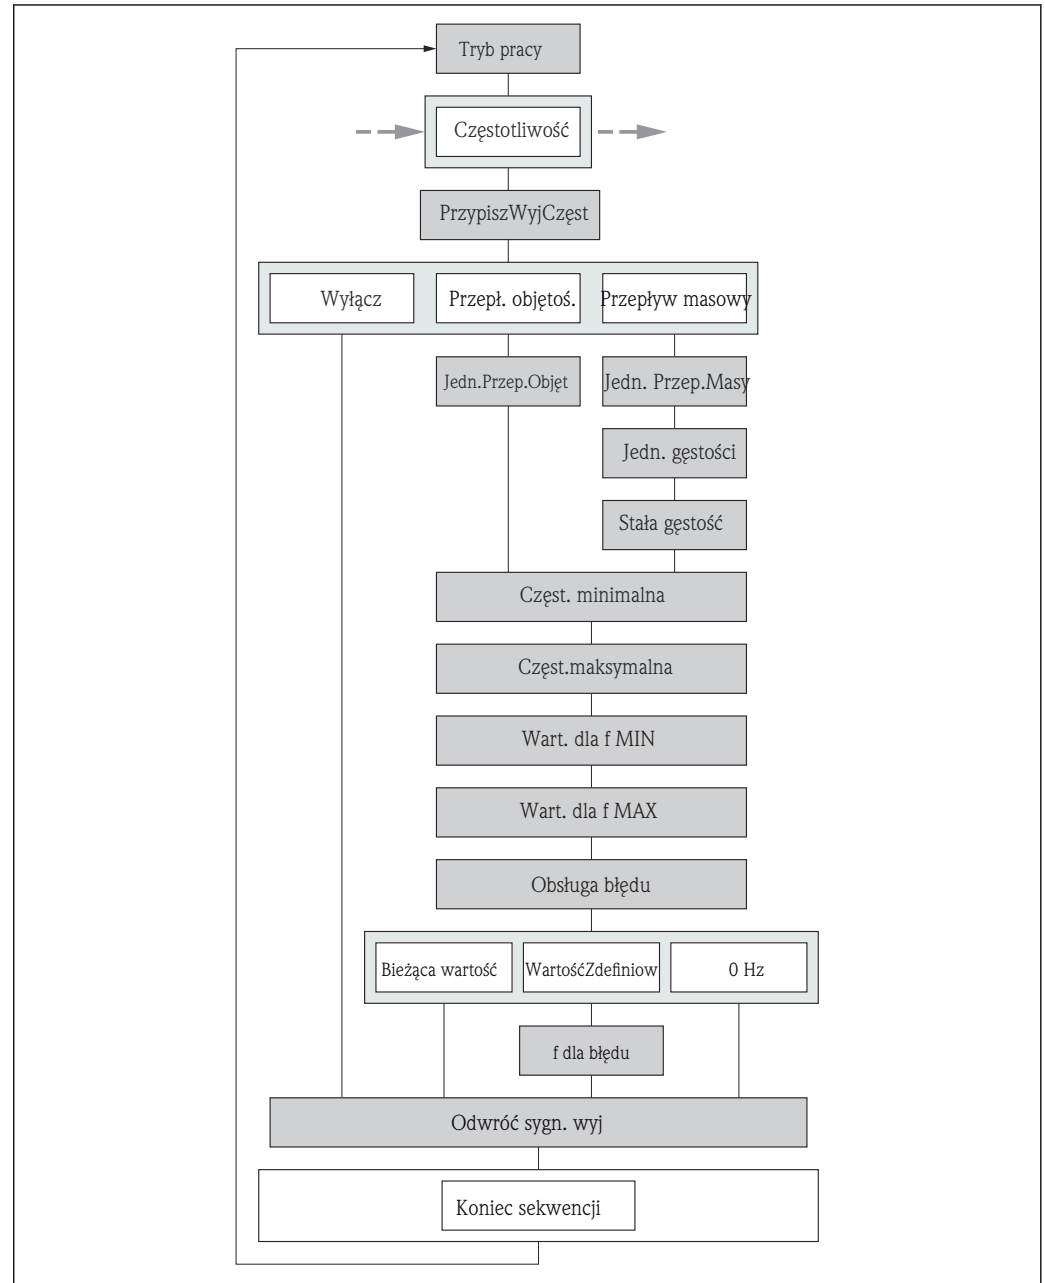 Tryb pracy
Częstotliwość
PrzypiszWyjCzęst
Wyłącz
Przepł. objętoś.
Przepływ masowy
Jedn.Przep.Objęt
Jedn. Przep.Masy
Jedn. gęstości
Stała gęstość
Częst. minimalna
Częst.maksymalna
Wart. dla f MIN
Wart. dla f MAX
Obsługa błędu
Bieżąca wartość
WartośćZdefiniow
0 Hz
f dla błędu
Odwróć sygn. wyj
Koniec sekwencji